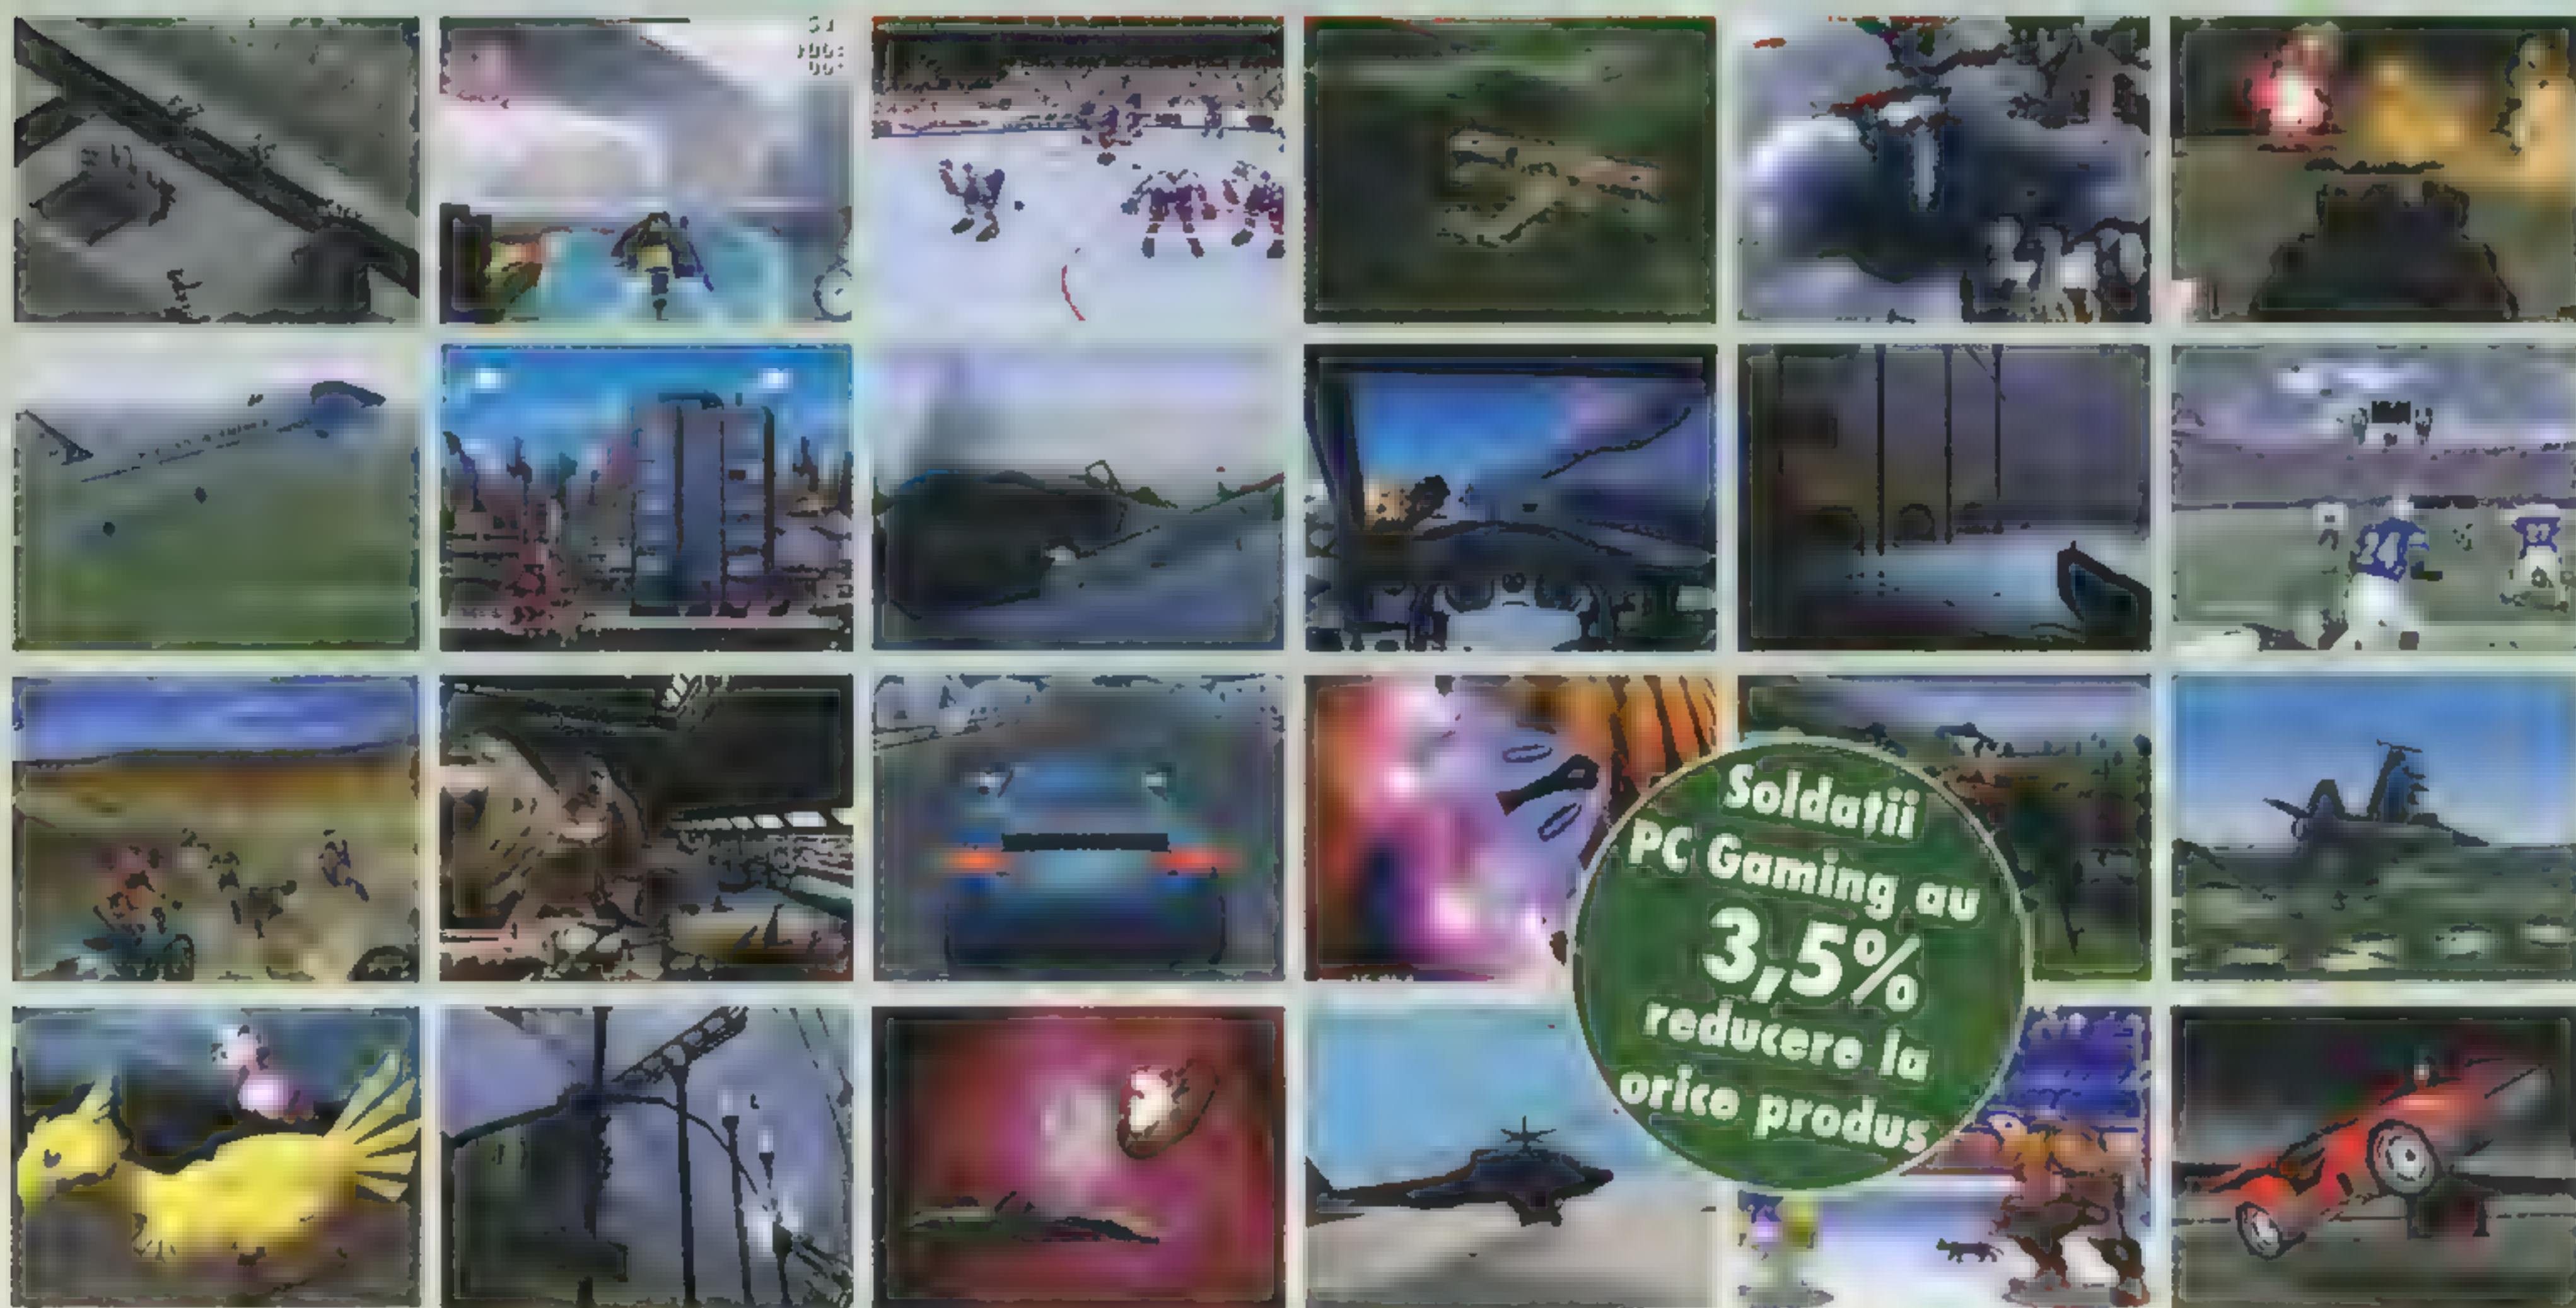 Soldații
PC Gaming au
3,5%
reducere la
orice produs